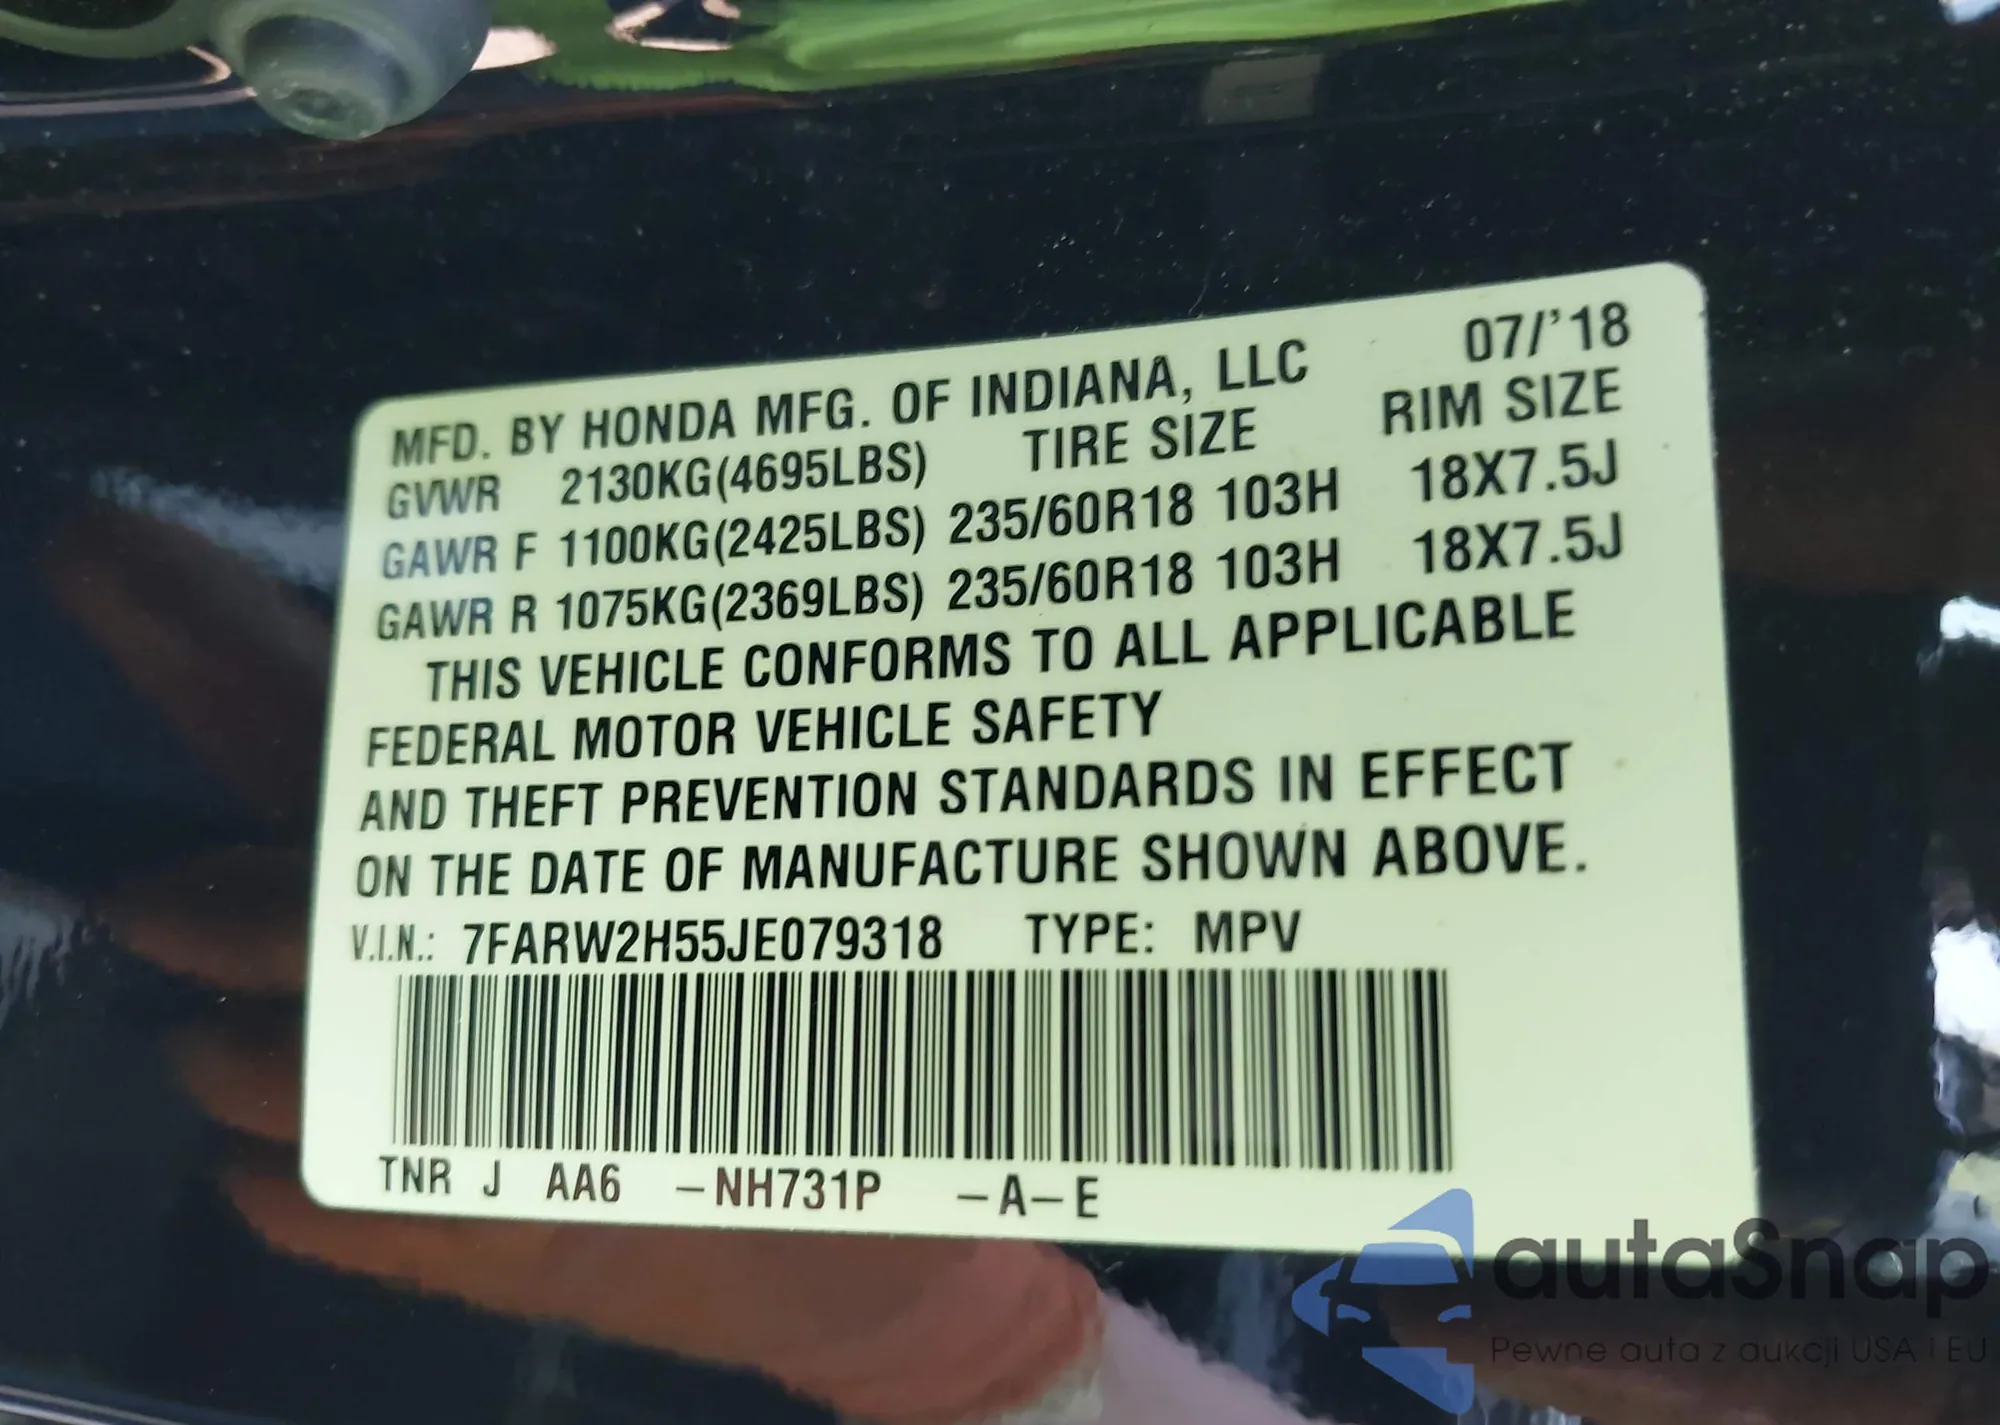 MFD. BY HONDA MFG. OF INDIANA, LLC 07/'18
GVWR 2130KG(4695LBS) TIRE SIZE RIM SIZE
GAWR F 1100KG(2425LBS) 235/60R18 103H 18X7.5J
GAWR R 1075KG(2369LBS) 235/60R18 103H 18X7.5J
THIS VEHICLE CONFORMS TO ALL APPLICABLE
FEDERAL MOTOR VEHICLE SAFETY
AND THEFT PREVENTION STANDARDS IN EFFECT
ON THE DATE OF MANUFACTURE SHOWN ABOVE.
V.I.N.: 7FARW2H55JE079318 TYPE: MPV
TNR J AA6 –NH731P –A–E
autaSnap
Pewne auta z aukcji USA i EU